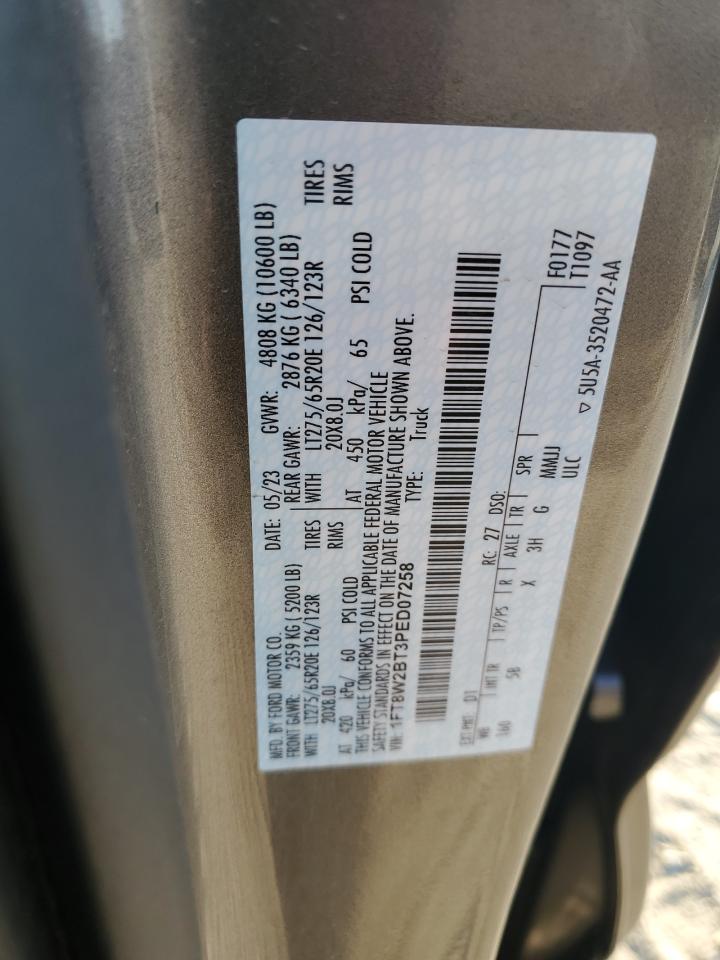 MFD. BY FORD MOTOR CO.
DATE: 05/23 GVWR: 4808 KG (10600 LB)
FRONT GAWR: 2359 KG ( 5200 LB) REAR GAWR: 2876 KG ( 6340 LB)
WITH LT275/65R20E 126/123R TIRES WITH LT275/65R20E 126/123R TIRES
20X8.0J RIMS 20X8.0J RIMS
AT 420 kPa/ 60 PSI COLD AT 450 kPa/ 65 PSI COLD
THIS VEHICLE CONFORMS TO ALL APPLICABLE FEDERAL MOTOR VEHICLE
SAFETY STANDARDS IN EFFECT ON THE DATE OF MANUFACTURE SHOWN ABOVE.
VIN: 1FT8W2BT3PED07258 TYPE: Truck
F0177
T1097
EXT PNT: D1 RC: 27 DSO:
WB INT TR TP/PS R AXLE TR SPR
160 5B X 3H G MMJJ
ULC
▽ 5U5A-3520472-AA